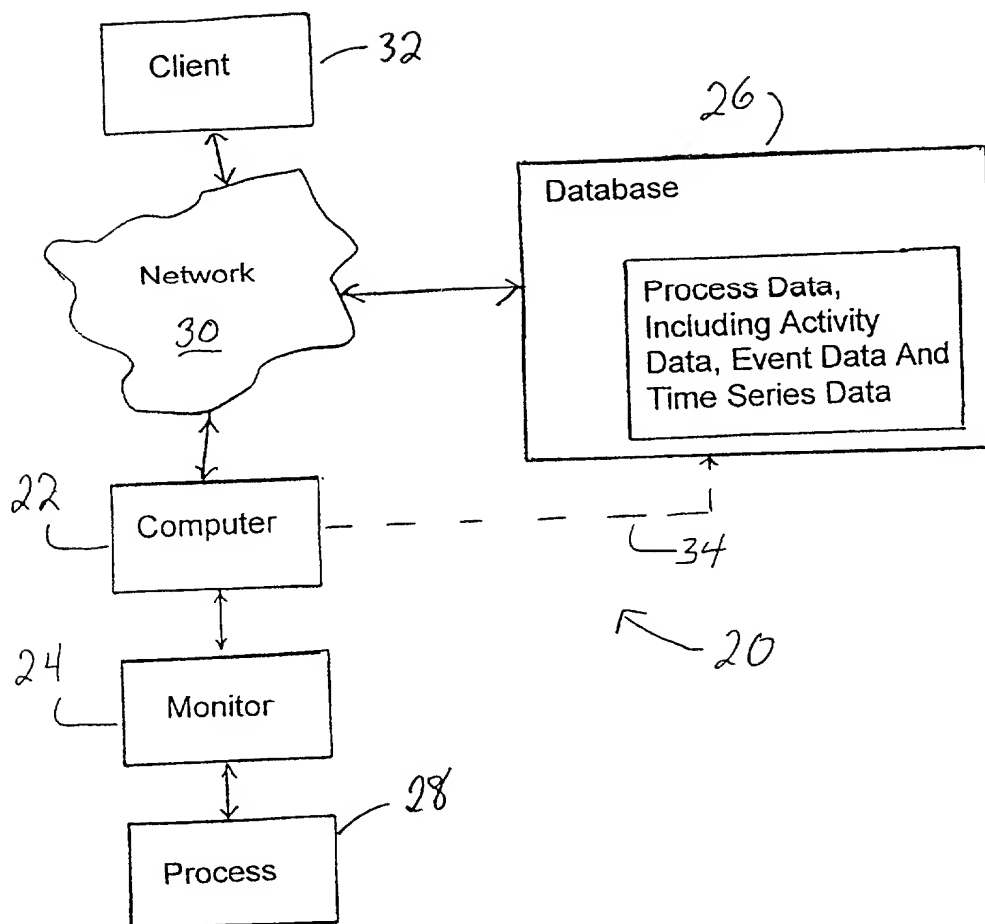 Client
32
26
Database
Network
30
Process Data,
Including Activity
Data, Event Data And
Time Series Data
22
Computer
34
20
24
Monitor
28
Process